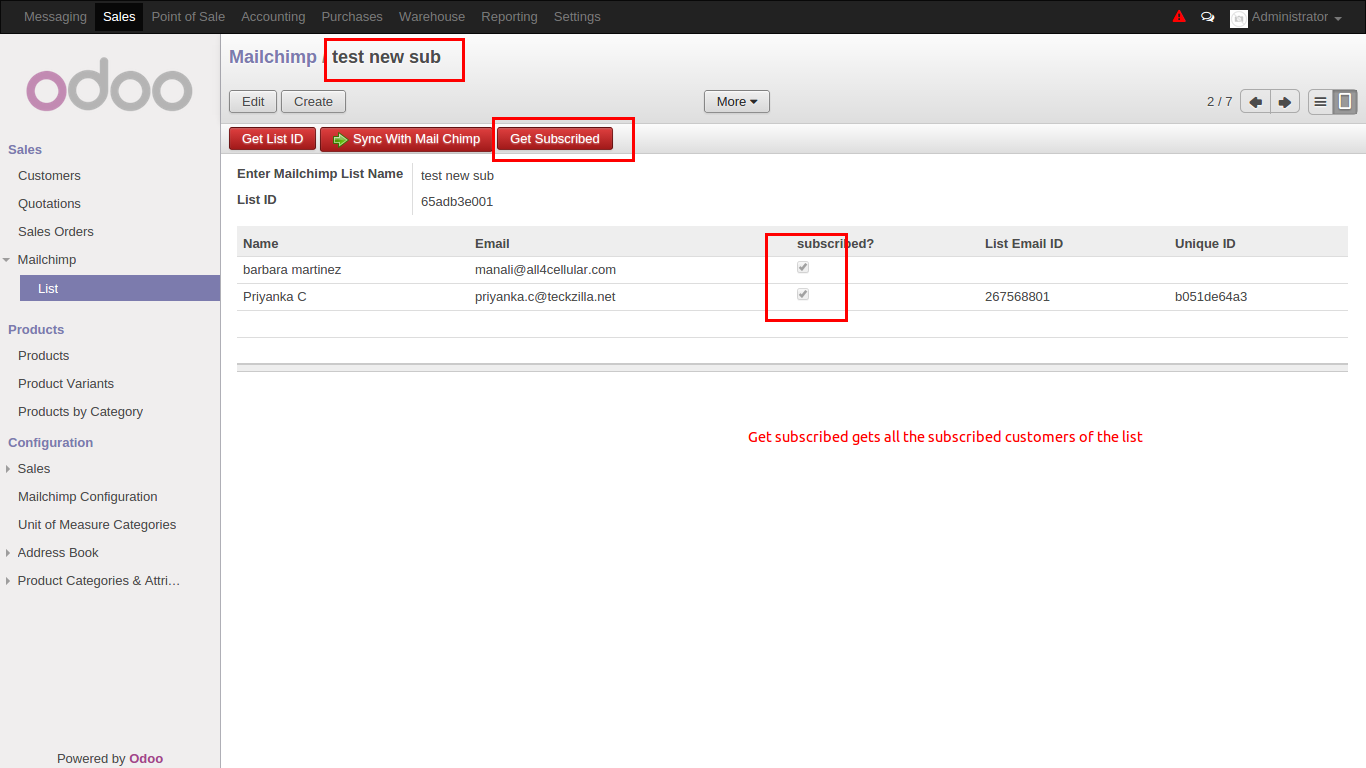 Messaging Sales Point of Sale Accounting Purchases Warehouse Reporting Settings Administrator
odoo
Sales
Customers
Quotations
Sales Orders
Mailchimp
List
Products
Products
Product Variants
Products by Category
Configuration
Sales
Mailchimp Configuration
Unit of Measure Categories
Address Book
Product Categories & Attri…
Powered by Odoo
Mailchimp / test new sub
Edit Create More 2 / 7
Get List ID Sync With Mail Chimp Get Subscribed
Enter Mailchimp List Name test new sub
List ID 65adb3e001
Name Email subscribed? List Email ID Unique ID
barbara martinez manali@all4cellular.com
Priyanka C priyanka.c@teckzilla.net 267568801 b051de64a3
Get subscribed gets all the subscribed customers of the list